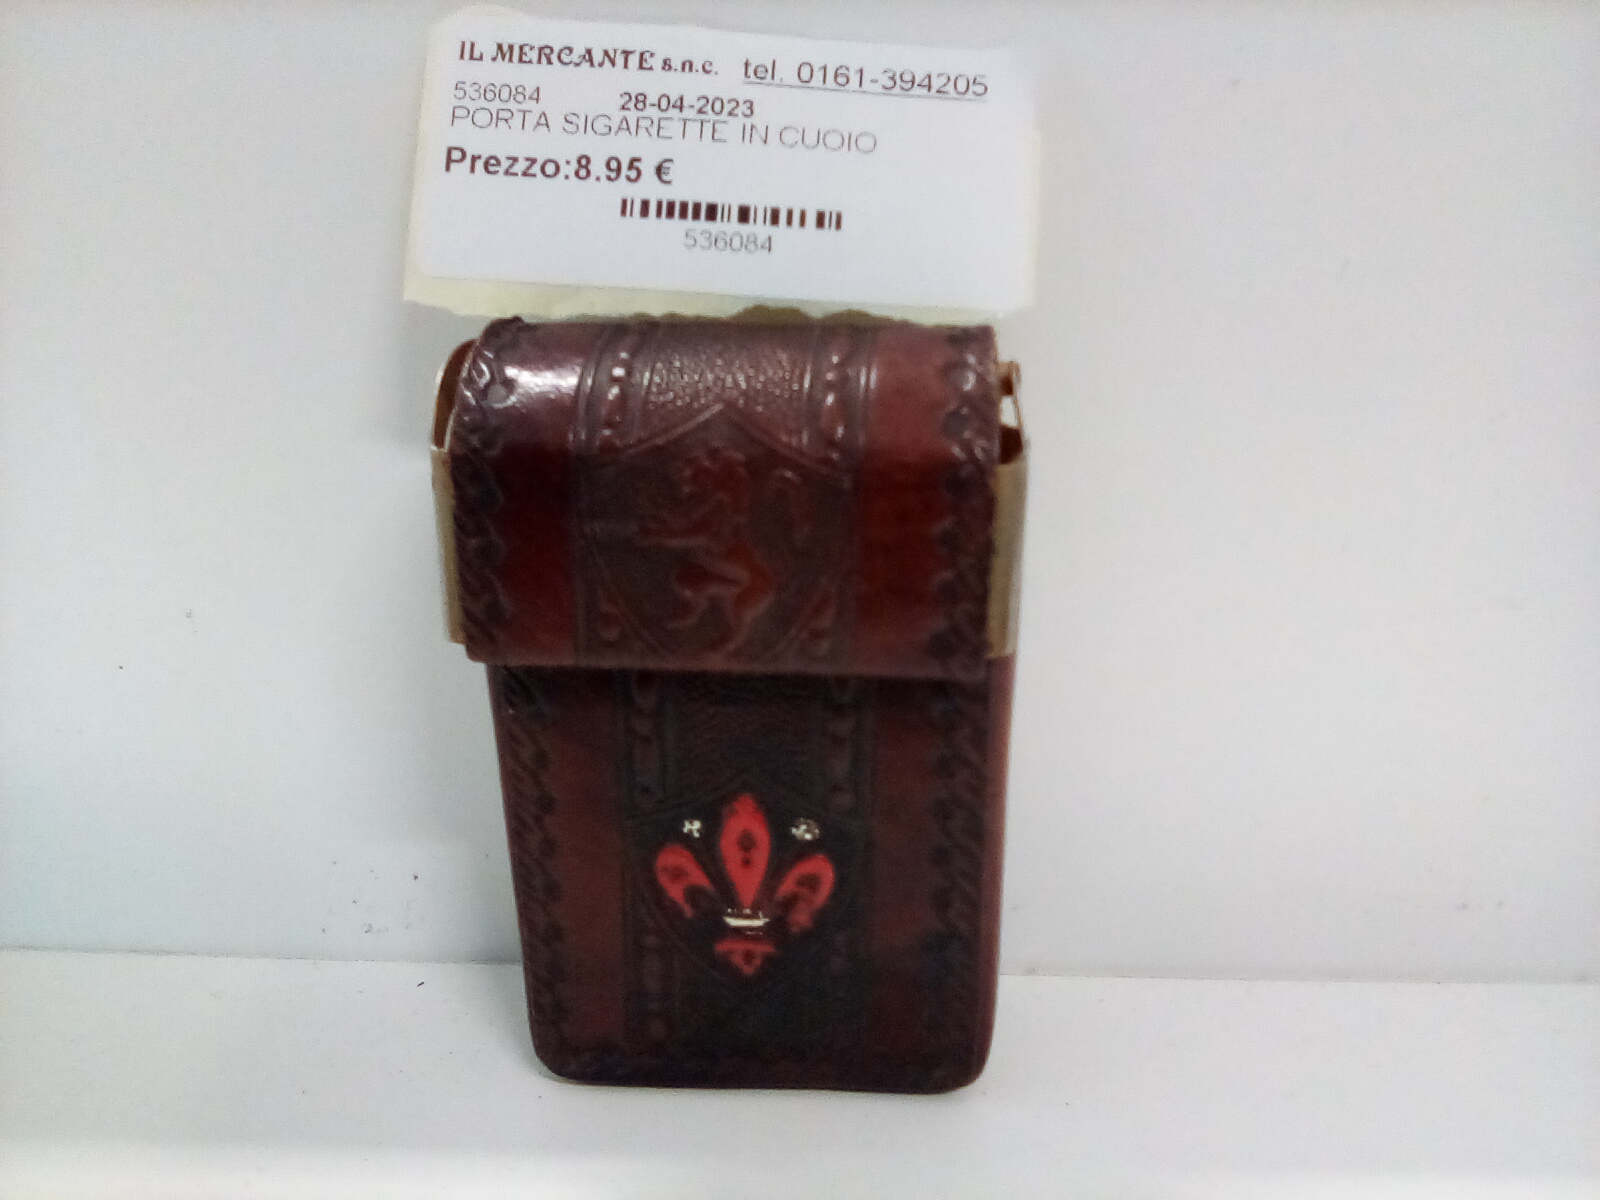 IL MERCANTE s.n.c. tel. 0161-394205
536084 28-04-2023
PORTA SIGARETTE IN CUOIO
Prezzo:8.95 €
536084